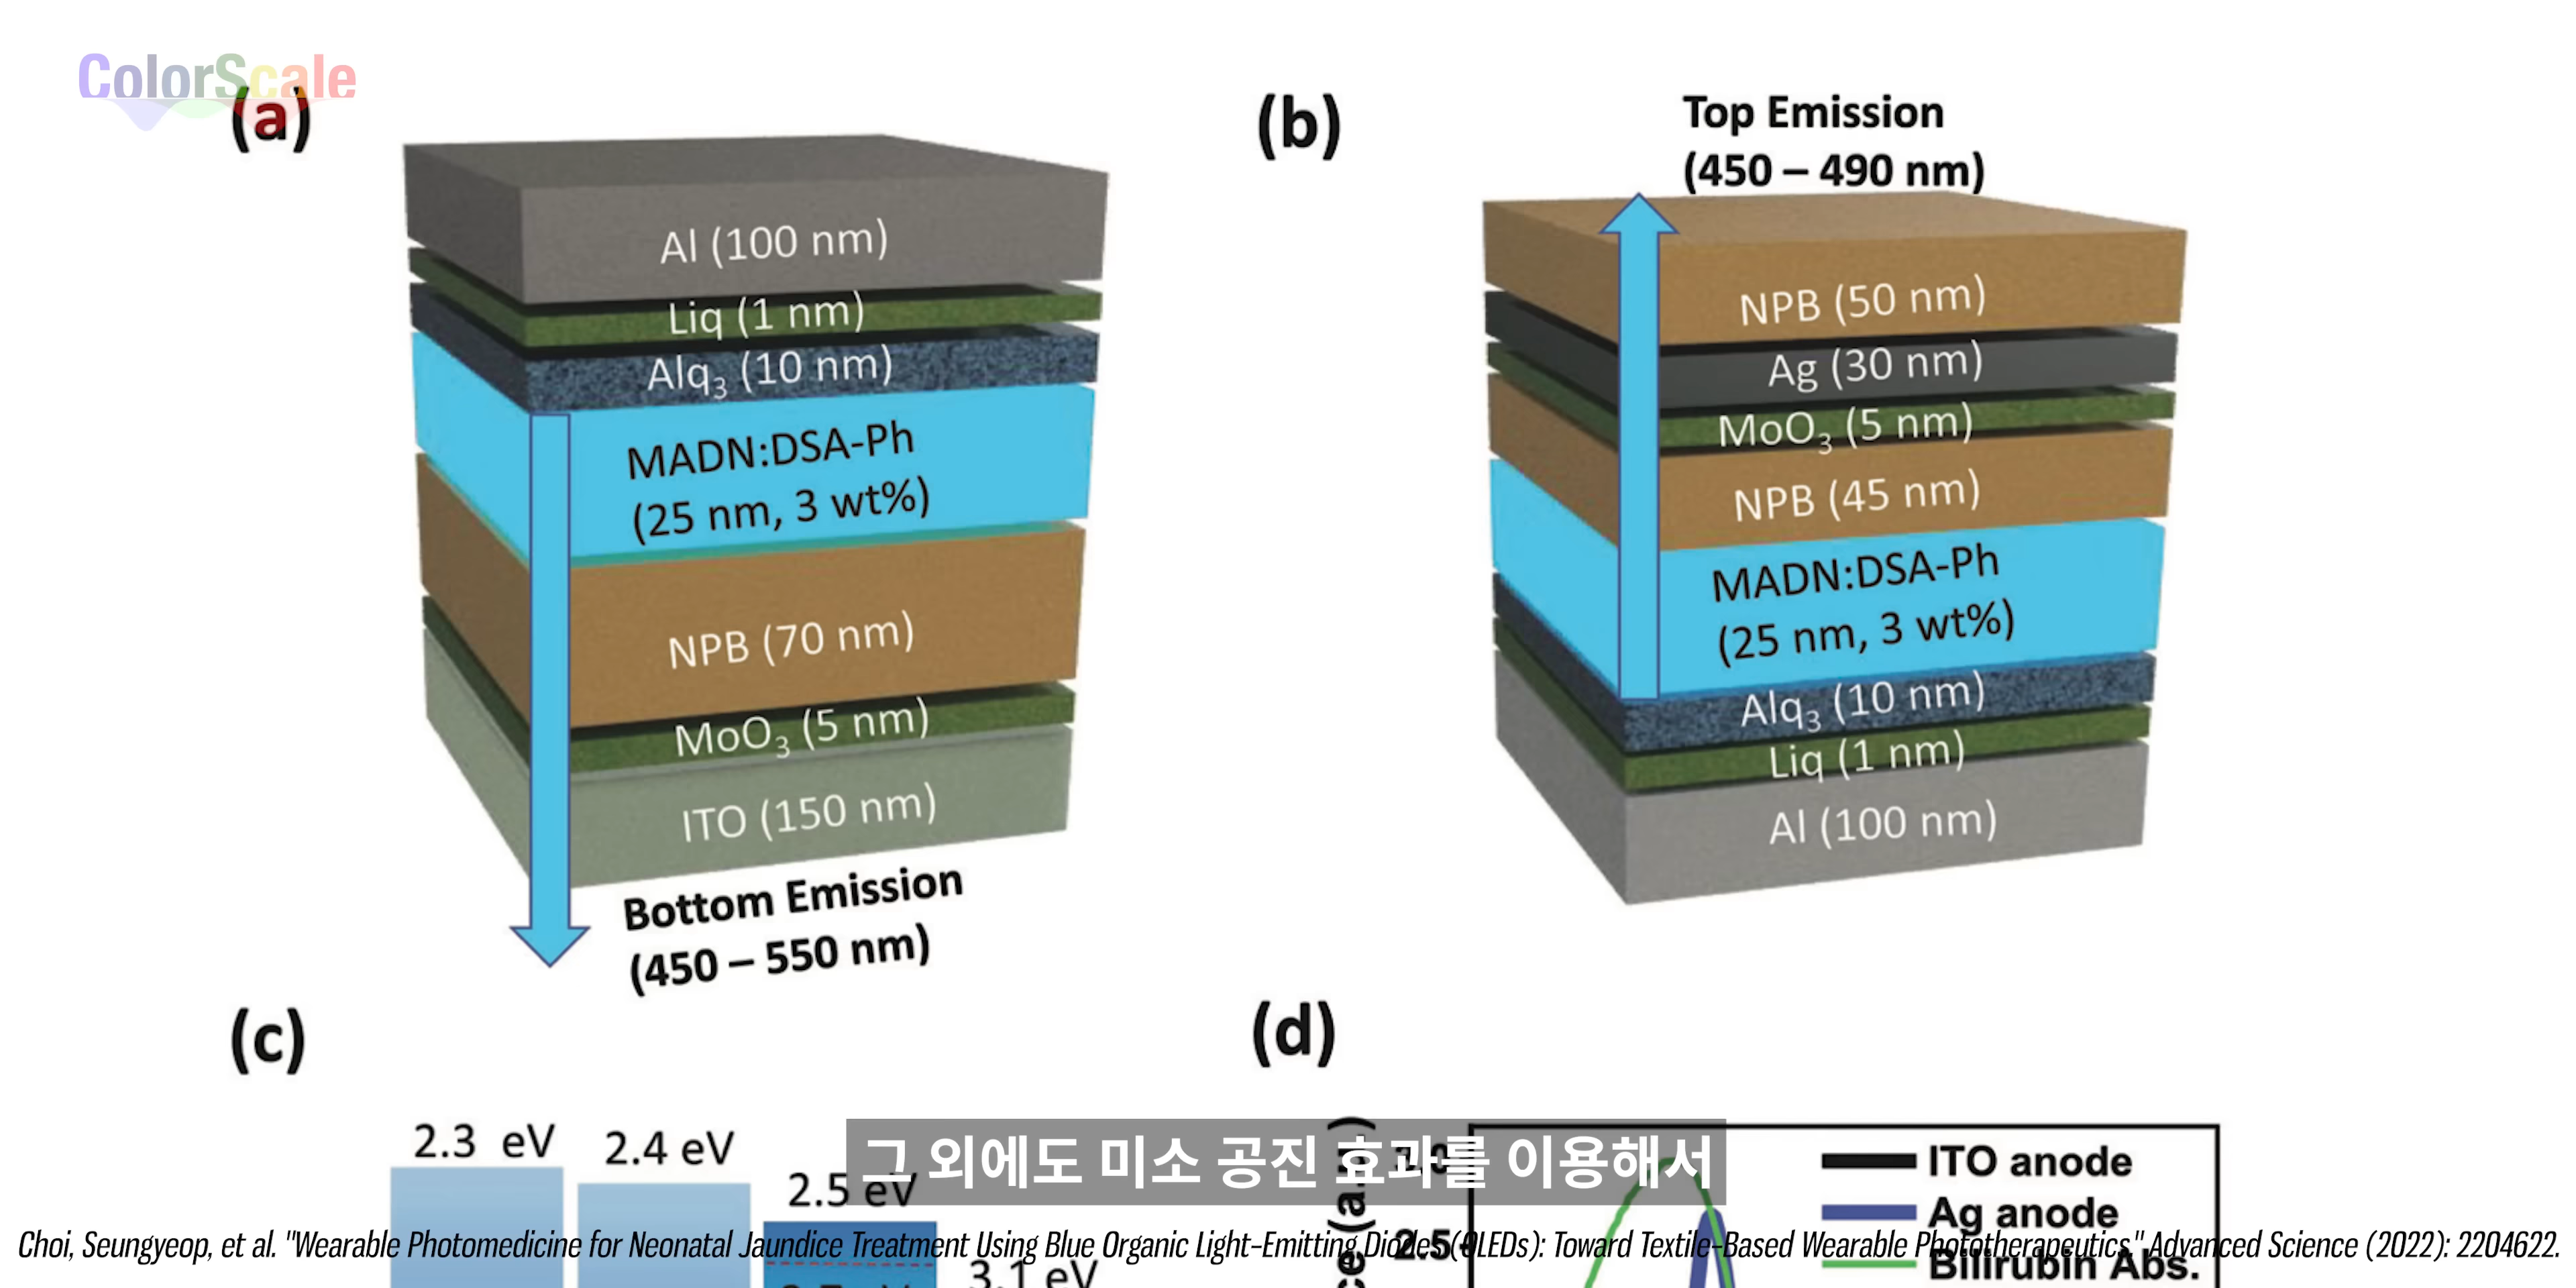 ColorScale
(a)
Al (100 nm)
Liq (1 nm)
Alq₃ (10 nm)
MADN:DSA-Ph
(25 nm, 3 wt%)
NPB (70 nm)
MoO₃ (5 nm)
ITO (150 nm)
Bottom Emission
(450 – 550 nm)
(b)
Top Emission
(450 – 490 nm)
NPB (50 nm)
Ag (30 nm)
MoO₃ (5 nm)
NPB (45 nm)
MADN:DSA-Ph
(25 nm, 3 wt%)
Alq₃ (10 nm)
Liq (1 nm)
Al (100 nm)
(c)
2.3 eV
2.4 eV
2.5 eV
3.1 eV
(d)
2.5
ITO anode
Ag anode
Bilirubin Abs.
그 외에도 미소 공진 효과를 이용해서
Choi, Seungyeop, et al. "Wearable Photomedicine for Neonatal Jaundice Treatment Using Blue Organic Light-Emitting Diodes (OLEDs): Toward Textile-Based Wearable Phototherapeutics." Advanced Science (2022): 2204622.